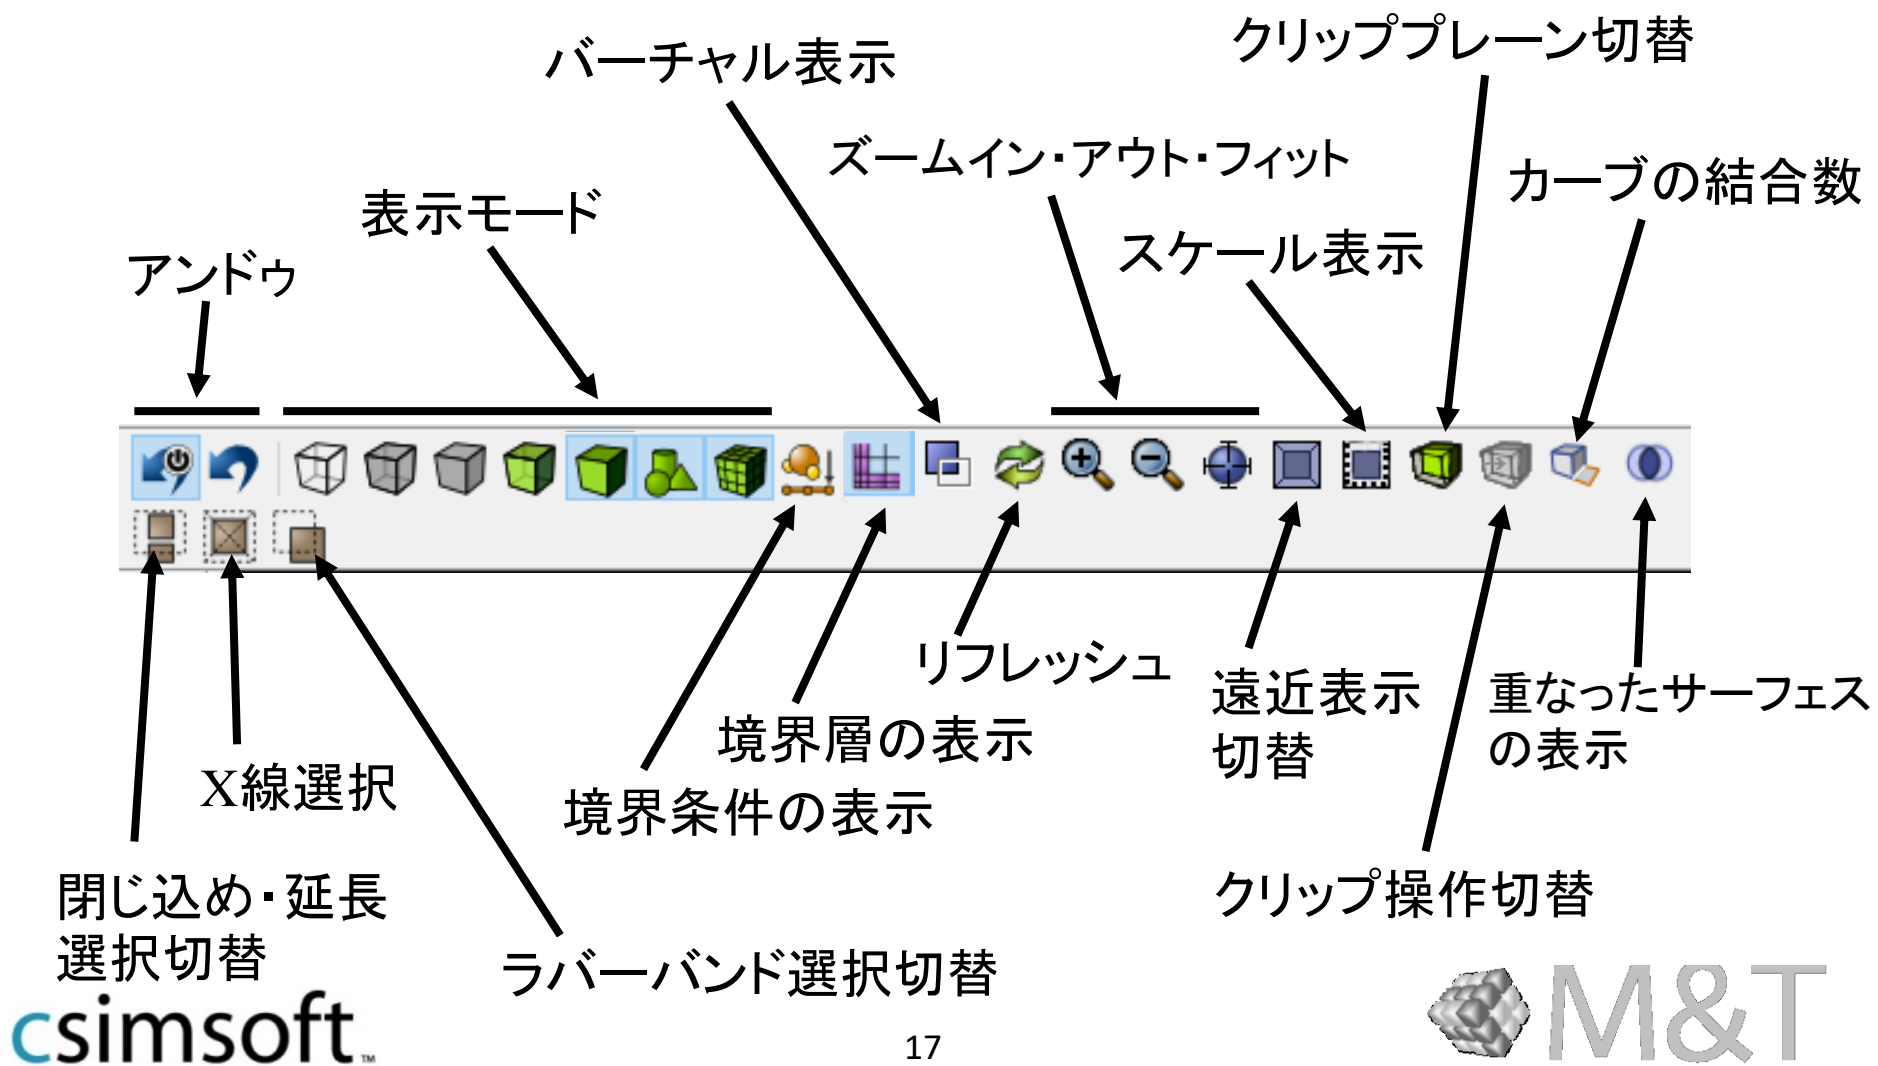 クリッププレーン切替
バーチャル表示
ズームイン・アウト・フィット
カーブの結合数
表示モード
スケール表示
アンドゥ
リフレッシュ
遠近表示
切替
重なったサーフェス
の表示
境界層の表示
X線選択
境界条件の表示
閉じ込め・延長
選択切替
クリップ操作切替
ラバーバンド選択切替
csimsoft™
17
M&T